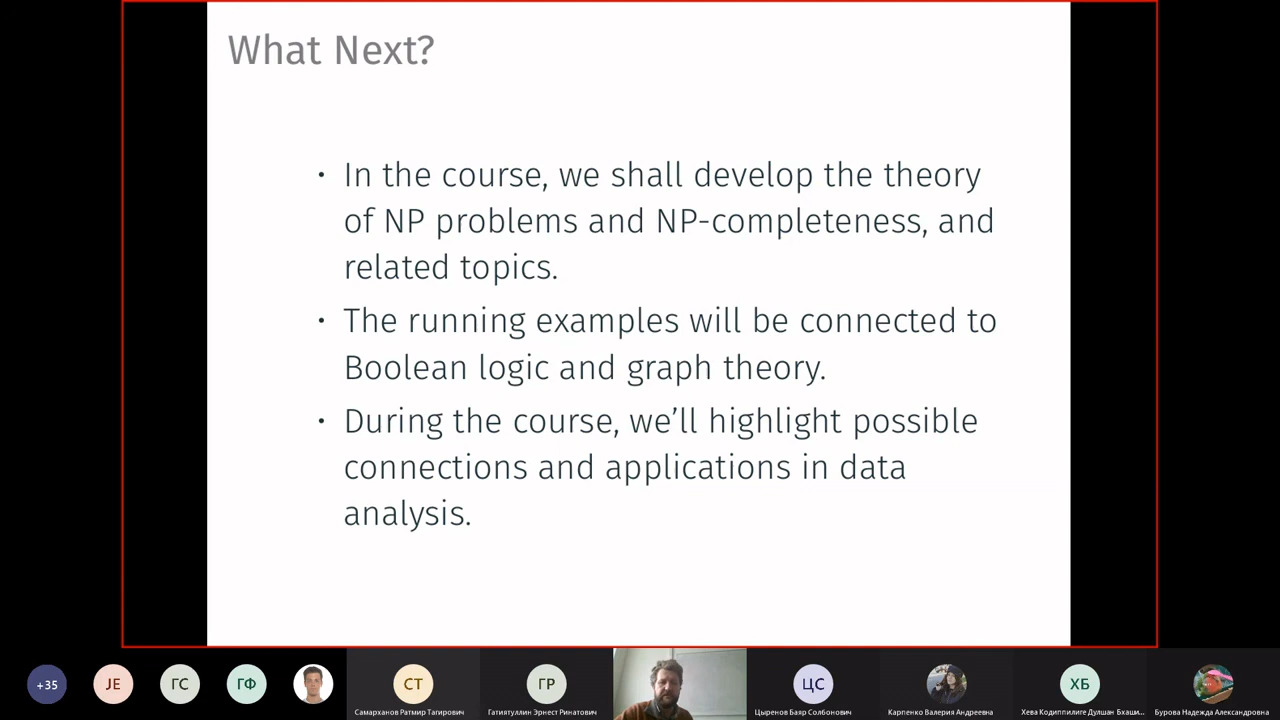 What Next?
• In the course, we shall develop the theory
of NP problems and NP-completeness, and
related topics.
• The running examples will be connected to
Boolean logic and graph theory.
• During the course, we’ll highlight possible
connections and applications in data
analysis.
+35
JE
ГС
ГФ
СТ
Самарханов Ратмир Тагирович
ГР
Гатиятуллин Эрнест Ринатович
ЦС
Цыренов Баяр Солбонович
Карпенко Валерия Андреевна
ХБ
Хева Кодиппилиге Дулшан Бхаши...
Бурова Надежда Александровна